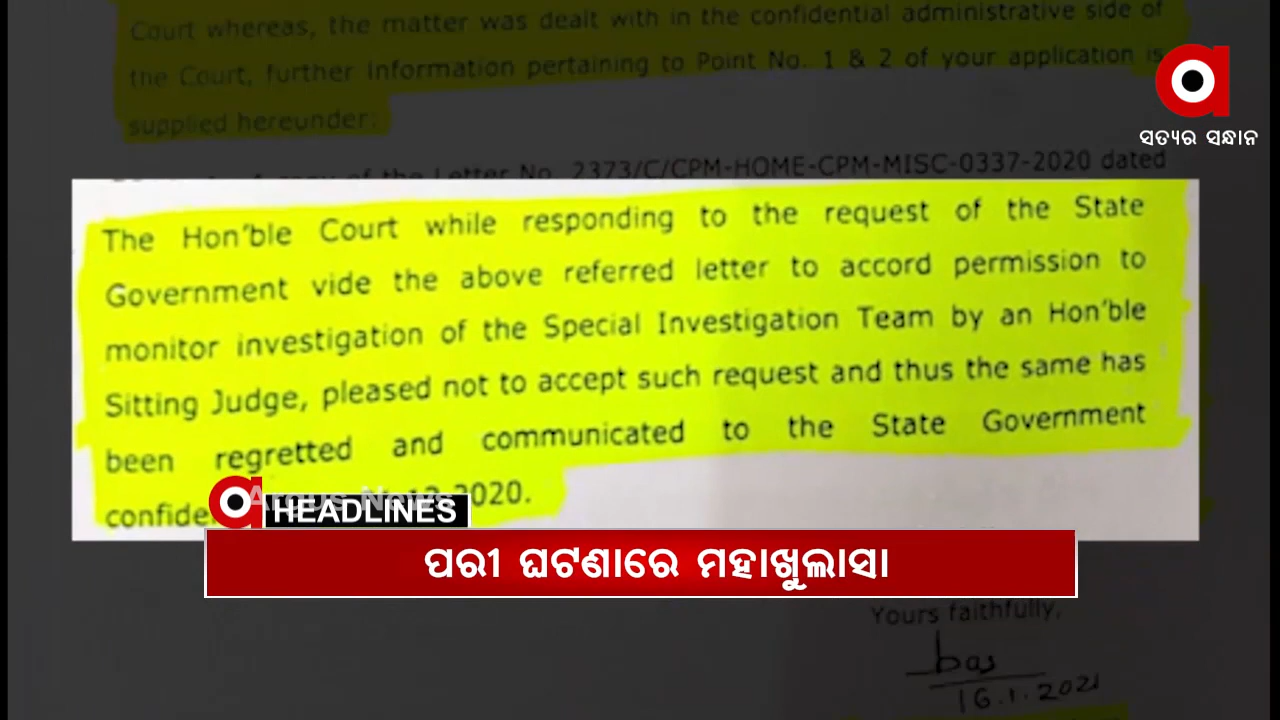 Court whereas, the matter was dealt with in the confidential administrative side of
the Court, further information pertaining to Point No. 1 & 2 of your application is
supplied hereunder:
ସତ୍ୟର ସନ୍ଧାନ
copy of the Letter No. 2373/C/CPM-HOME-CPM-MISC-0337-2020 dated
The Hon'ble Court while responding to the request of the State
Government vide the above referred letter to accord permission to
monitor investigation of the Special Investigation Team by an Hon'ble
Sitting Judge, pleased not to accept such request and thus the same has
been regretted and communicated to the State Government
2020.
Argus News
HEADLINES
ପରୀ ଘଟଣାରେ ମହାଖୁଲାସା
Yours faithfully,
16.1.2021